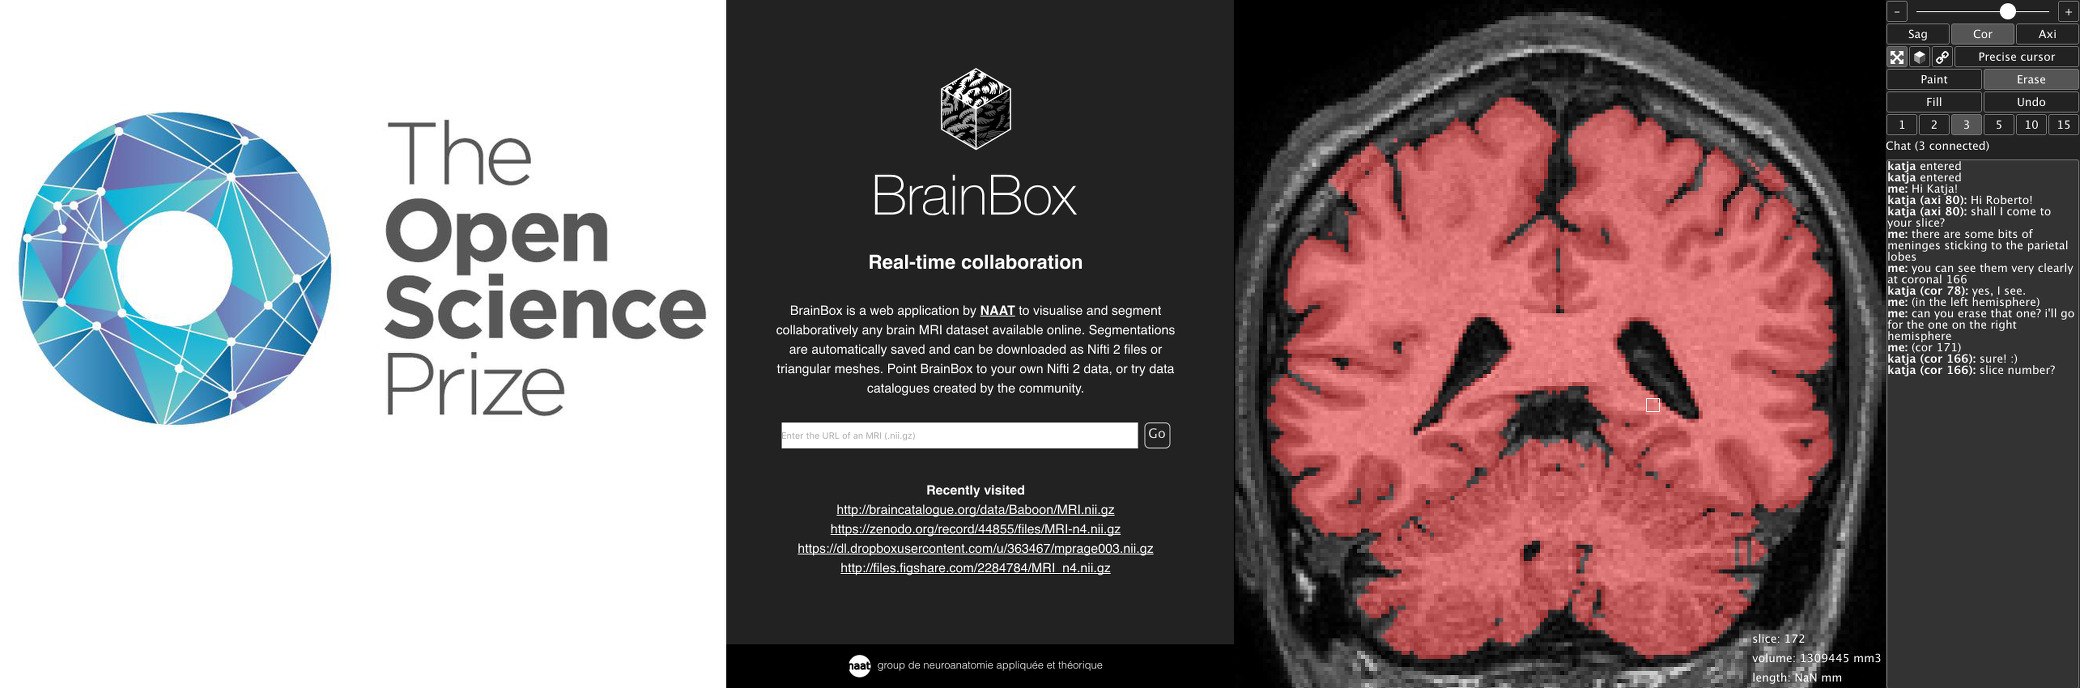 The
Open
Science
Prize
BrainBox
Real-time collaboration
BrainBox is a web application by NAAT to visualise and segment
collaboratively any brain MRI dataset available online. Segmentations
are automatically saved and can be downloaded as Nifti 2 files or
triangular meshes. Point BrainBox to your own Nifti 2 data, or try data
catalogues created by the community.
Enter the URL of an MRI (.nii.gz)
Go
Recently visited
http://braincatalogue.org/data/Baboon/MRI.nii.gz
https://zenodo.org/record/44855/files/MRI-n4.nii.gz
https://dl.dropboxusercontent.com/u/363467/mprage003.nii.gz
http://files.figshare.com/2284784/MRI_n4.nii.gz
naat group de neuroanatomie appliquée et théorique
slice: 172
volume: 1309445 mm3
length: NaN mm
- +
Sag Cor Axi
Precise cursor
Paint Erase
Fill Undo
1 2 3 5 10 15
Chat (3 connected)
katja entered
katja entered
me: Hi Katja!
katja (axi 80): Hi Roberto!
katja (axi 80): shall I come to
your slice?
me: there are some bits of
meninges sticking to the parietal
lobes
me: you can see them very clearly
at coronal 166
katja (cor 78): yes, I see.
me: (in the left hemisphere)
me: can you erase that one? i'll go
for the one on the right
hemisphere
me: (cor 171)
katja (cor 166): sure! :)
katja (cor 166): slice number?